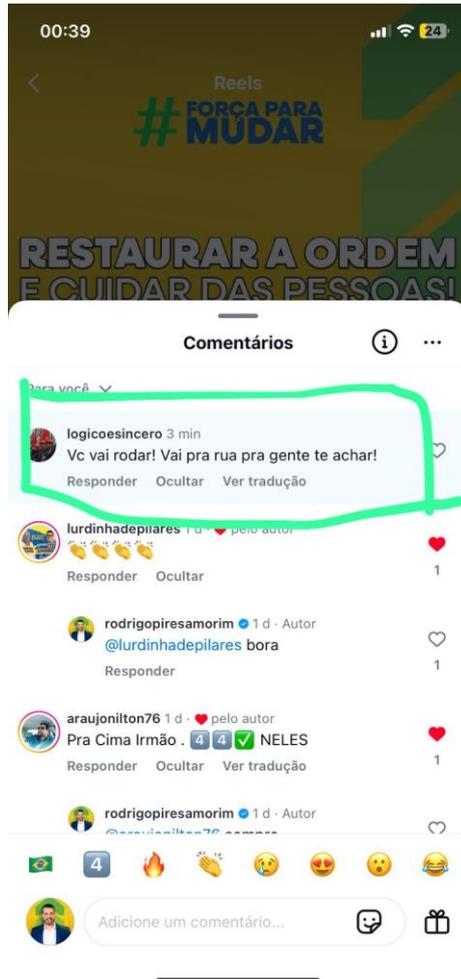 00:39
24
Reels
# FORÇA PARA
MUDAR
RESTAURAR A ORDEM
E CUIDAR DAS PESSOAS!
Comentários
Para você
logicoesincero 3 min
Vc vai rodar! Vai pra rua pra gente te achar!
Responder Ocultar Ver tradução
lurdinhadepilares 1 d · ❤️ pelo autor
👏👏👏👏
Responder Ocultar
1
rodrigopiresamorim 1 d · Autor
@lurdinhadepilares bora
Responder
1
araujonilton76 1 d · ❤️ pelo autor
Pra Cima Irmão . 4️⃣4️⃣✅ NELES
Responder Ocultar Ver tradução
1
rodrigopiresamorim 1 d · Autor
@araujonilton76 sempre
🇧🇷 4️⃣ 🔥 👏 😢 😍 😮 😂
Adicione um comentário...